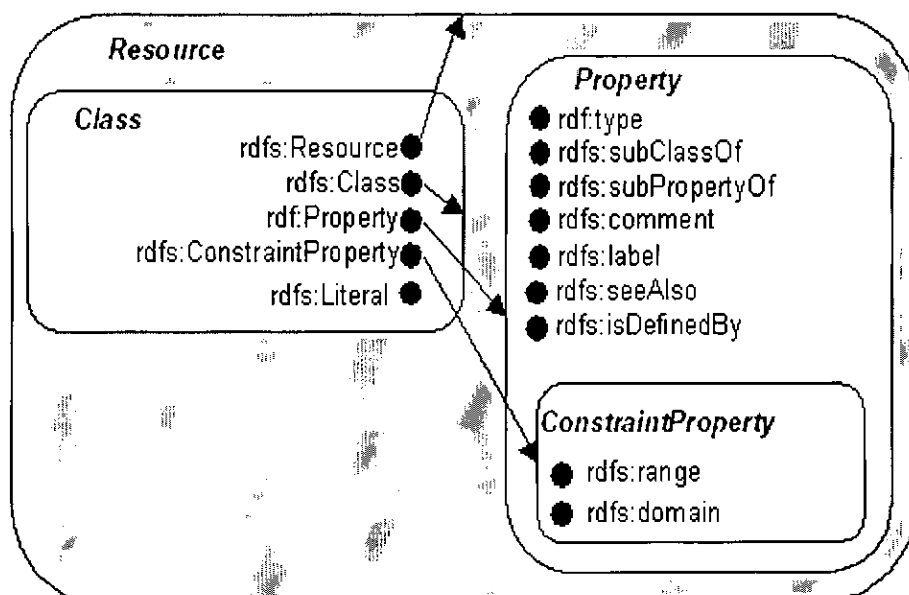 Resource
Class
rdfs:Resource
rdfs:Class
rdf:Property
rdfs:ConstraintProperty
rdfs:Literal
Property
rdf:type
rdfs:subClassOf
rdfs:subPropertyOf
rdfs:comment
rdfs:label
rdfs:seeAlso
rdfs:isDefinedBy
ConstraintProperty
rdfs:range
rdfs:domain